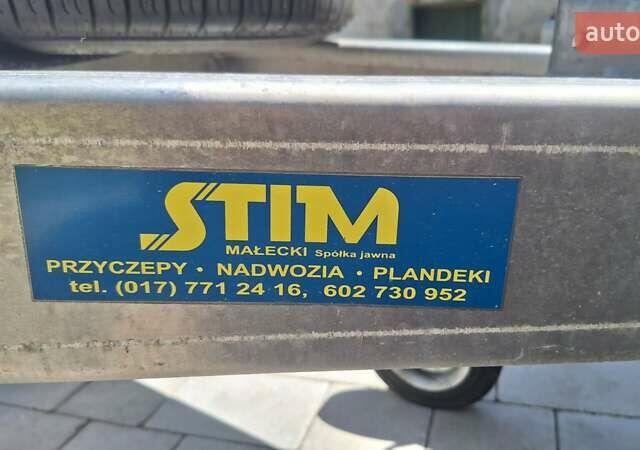 auto
STIM
MAŁECKI Spółka jawna
PRZYCZEPY • NADWOZIA • PLANDEKI
tel. (017) 771 24 16, 602 730 952